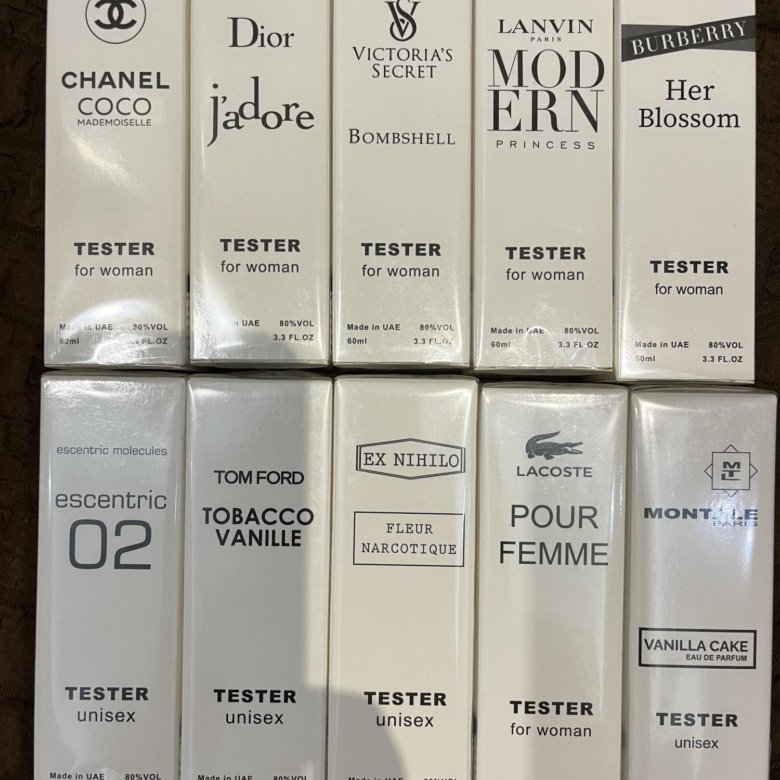 CHANEL
COCO
MADEMOISELLE
TESTER
for woman
Made in UAE 80%VOL
60ml 3.4 FL.OZ
Dior
j'adore
TESTER
for woman
in UAE 80%VOL
3.3 FL.OZ
VS
VICTORIA'S
SECRET
BOMBSHELL
TESTER
for woman
Made in UAE 80%VOL
60ml FL.OZ
LANVIN
PARIS
MOD
ERN
PRINCESS
TESTER
for woman
Made in UAE 80%VOL
60ml 3.3 FL.OZ
BURBERRY
Her
Blossom
TESTER
for woman
Made in UAE 80%VOL
60ml 3.3 FL.OZ
escentric molecules
escentric
02
TESTER
unisex
Made in UAE 80%VOL
TOM FORD
TOBACCO
VANILLE
TESTER
unisex
Made in UAE 80%VOL
EX NIHILO
FLEUR
NARCOTIQUE
TESTER
unisex
Made in UAE
LACOSTE
POUR
FEMME
TESTER
for woman
MONTALE
PARIS
VANILLA CAKE
EAU DE PARFUM
TESTER
unisex